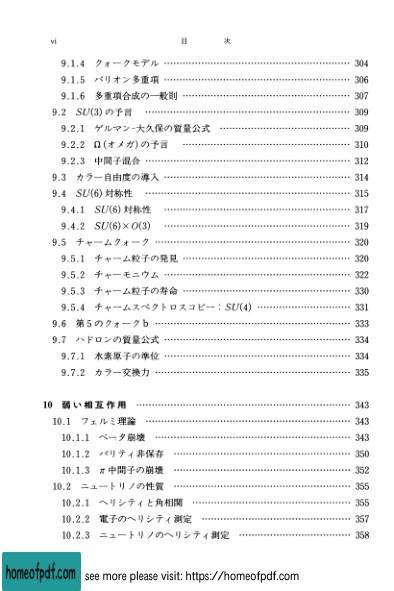 vi 目 次
9.1.4 クォークモデル ………………………… 304
9.1.5 バリオン多重項 ………………………… 306
9.1.6 多重項合成の一般則 ………………………… 307
9.2 SU(3)の予言 ………………………… 309
9.2.1 ゲルマン-大久保の質量公式 ………………………… 309
9.2.2 Ω(オメガ)の予言 ………………………… 310
9.2.3 中間子混合 ………………………… 312
9.3 カラー自由度の導入 ………………………… 314
9.4 SU(6)対称性 ………………………… 315
9.4.1 SU(6)対称性 ………………………… 317
9.4.2 SU(6)×O(3) ………………………… 319
9.5 チャームクォーク ………………………… 320
9.5.1 チャーム粒子の発見 ………………………… 320
9.5.2 チャーモニウム ………………………… 322
9.5.3 チャーム粒子の寿命 ………………………… 330
9.5.4 チャームスペクトロスコピー：SU(4) ………………………… 331
9.6 第5のクォークb ………………………… 333
9.7 ハドロンの質量公式 ………………………… 334
9.7.1 水素原子の準位 ………………………… 334
9.7.2 カラー交換力 ………………………… 335
10 弱い相互作用 ………………………… 343
10.1 フェルミ理論 ………………………… 343
10.1.1 ベータ崩壊 ………………………… 343
10.1.2 パリティ非保存 ………………………… 350
10.1.3 π中間子の崩壊 ………………………… 352
10.2 ニュートリノの性質 ………………………… 355
10.2.1 ヘリシティと角相関 ………………………… 355
10.2.2 電子のヘリシティ測定 ………………………… 357
10.2.3 ニュートリノのヘリシティ測定 ………………………… 358
homeofpdf.com see more please visit: https://homeofpdf.com